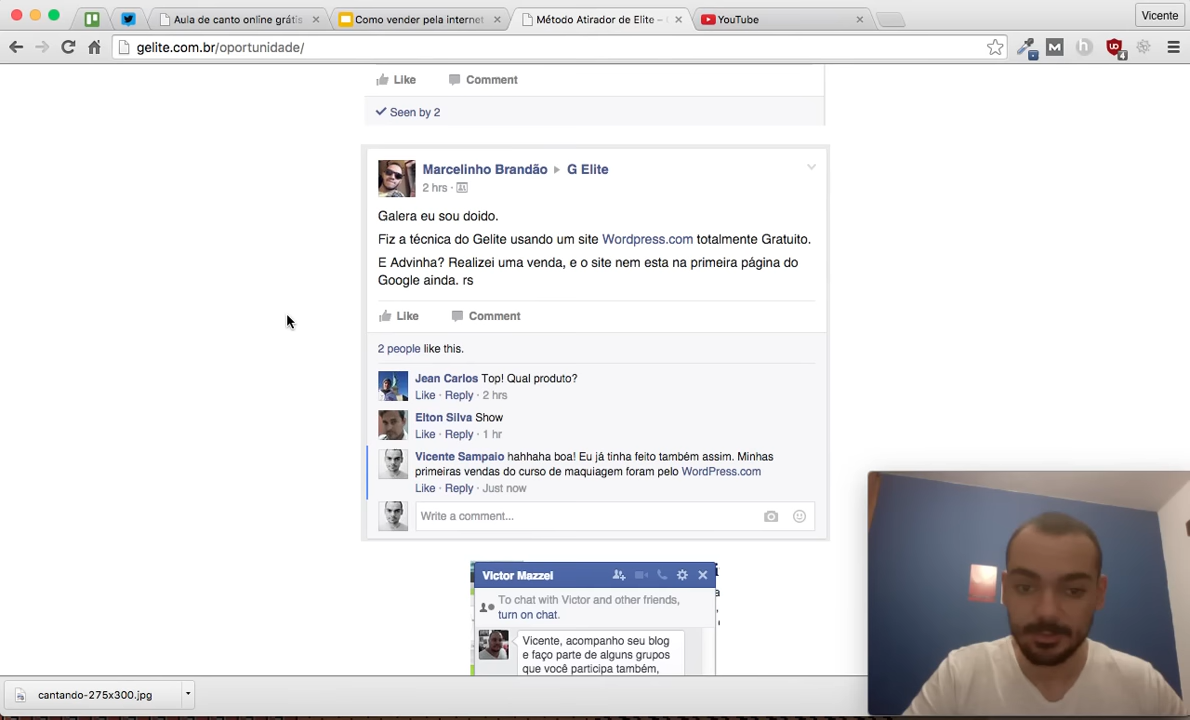 Aula de canto online grátis
Como vender pela internet
Método Atirador de Elite –
YouTube
Vicente
gelite.com.br/oportunidade/
Like Comment
Seen by 2
Marcelinho Brandão G Elite
2 hrs ·
Galera eu sou doido.
Fiz a técnica do Gelite usando um site Wordpress.com totalmente Gratuito.
E Advinha? Realizei uma venda, e o site nem esta na primeira página do
Google ainda. rs
Like Comment
2 people like this.
Jean Carlos Top! Qual produto?
Like · Reply · 2 hrs
Elton Silva Show
Like · Reply · 1 hr
Vicente Sampaio hahhaha boa! Eu já tinha feito também assim. Minhas
primeiras vendas do curso de maquiagem foram pelo WordPress.com
Like · Reply · Just now
Write a comment...
Victor Mazzei
To chat with Victor and other friends,
turn on chat.
Vicente, acompanho seu blog
e faço parte de alguns grupos
que você participa também,
cantando-275x300.jpg